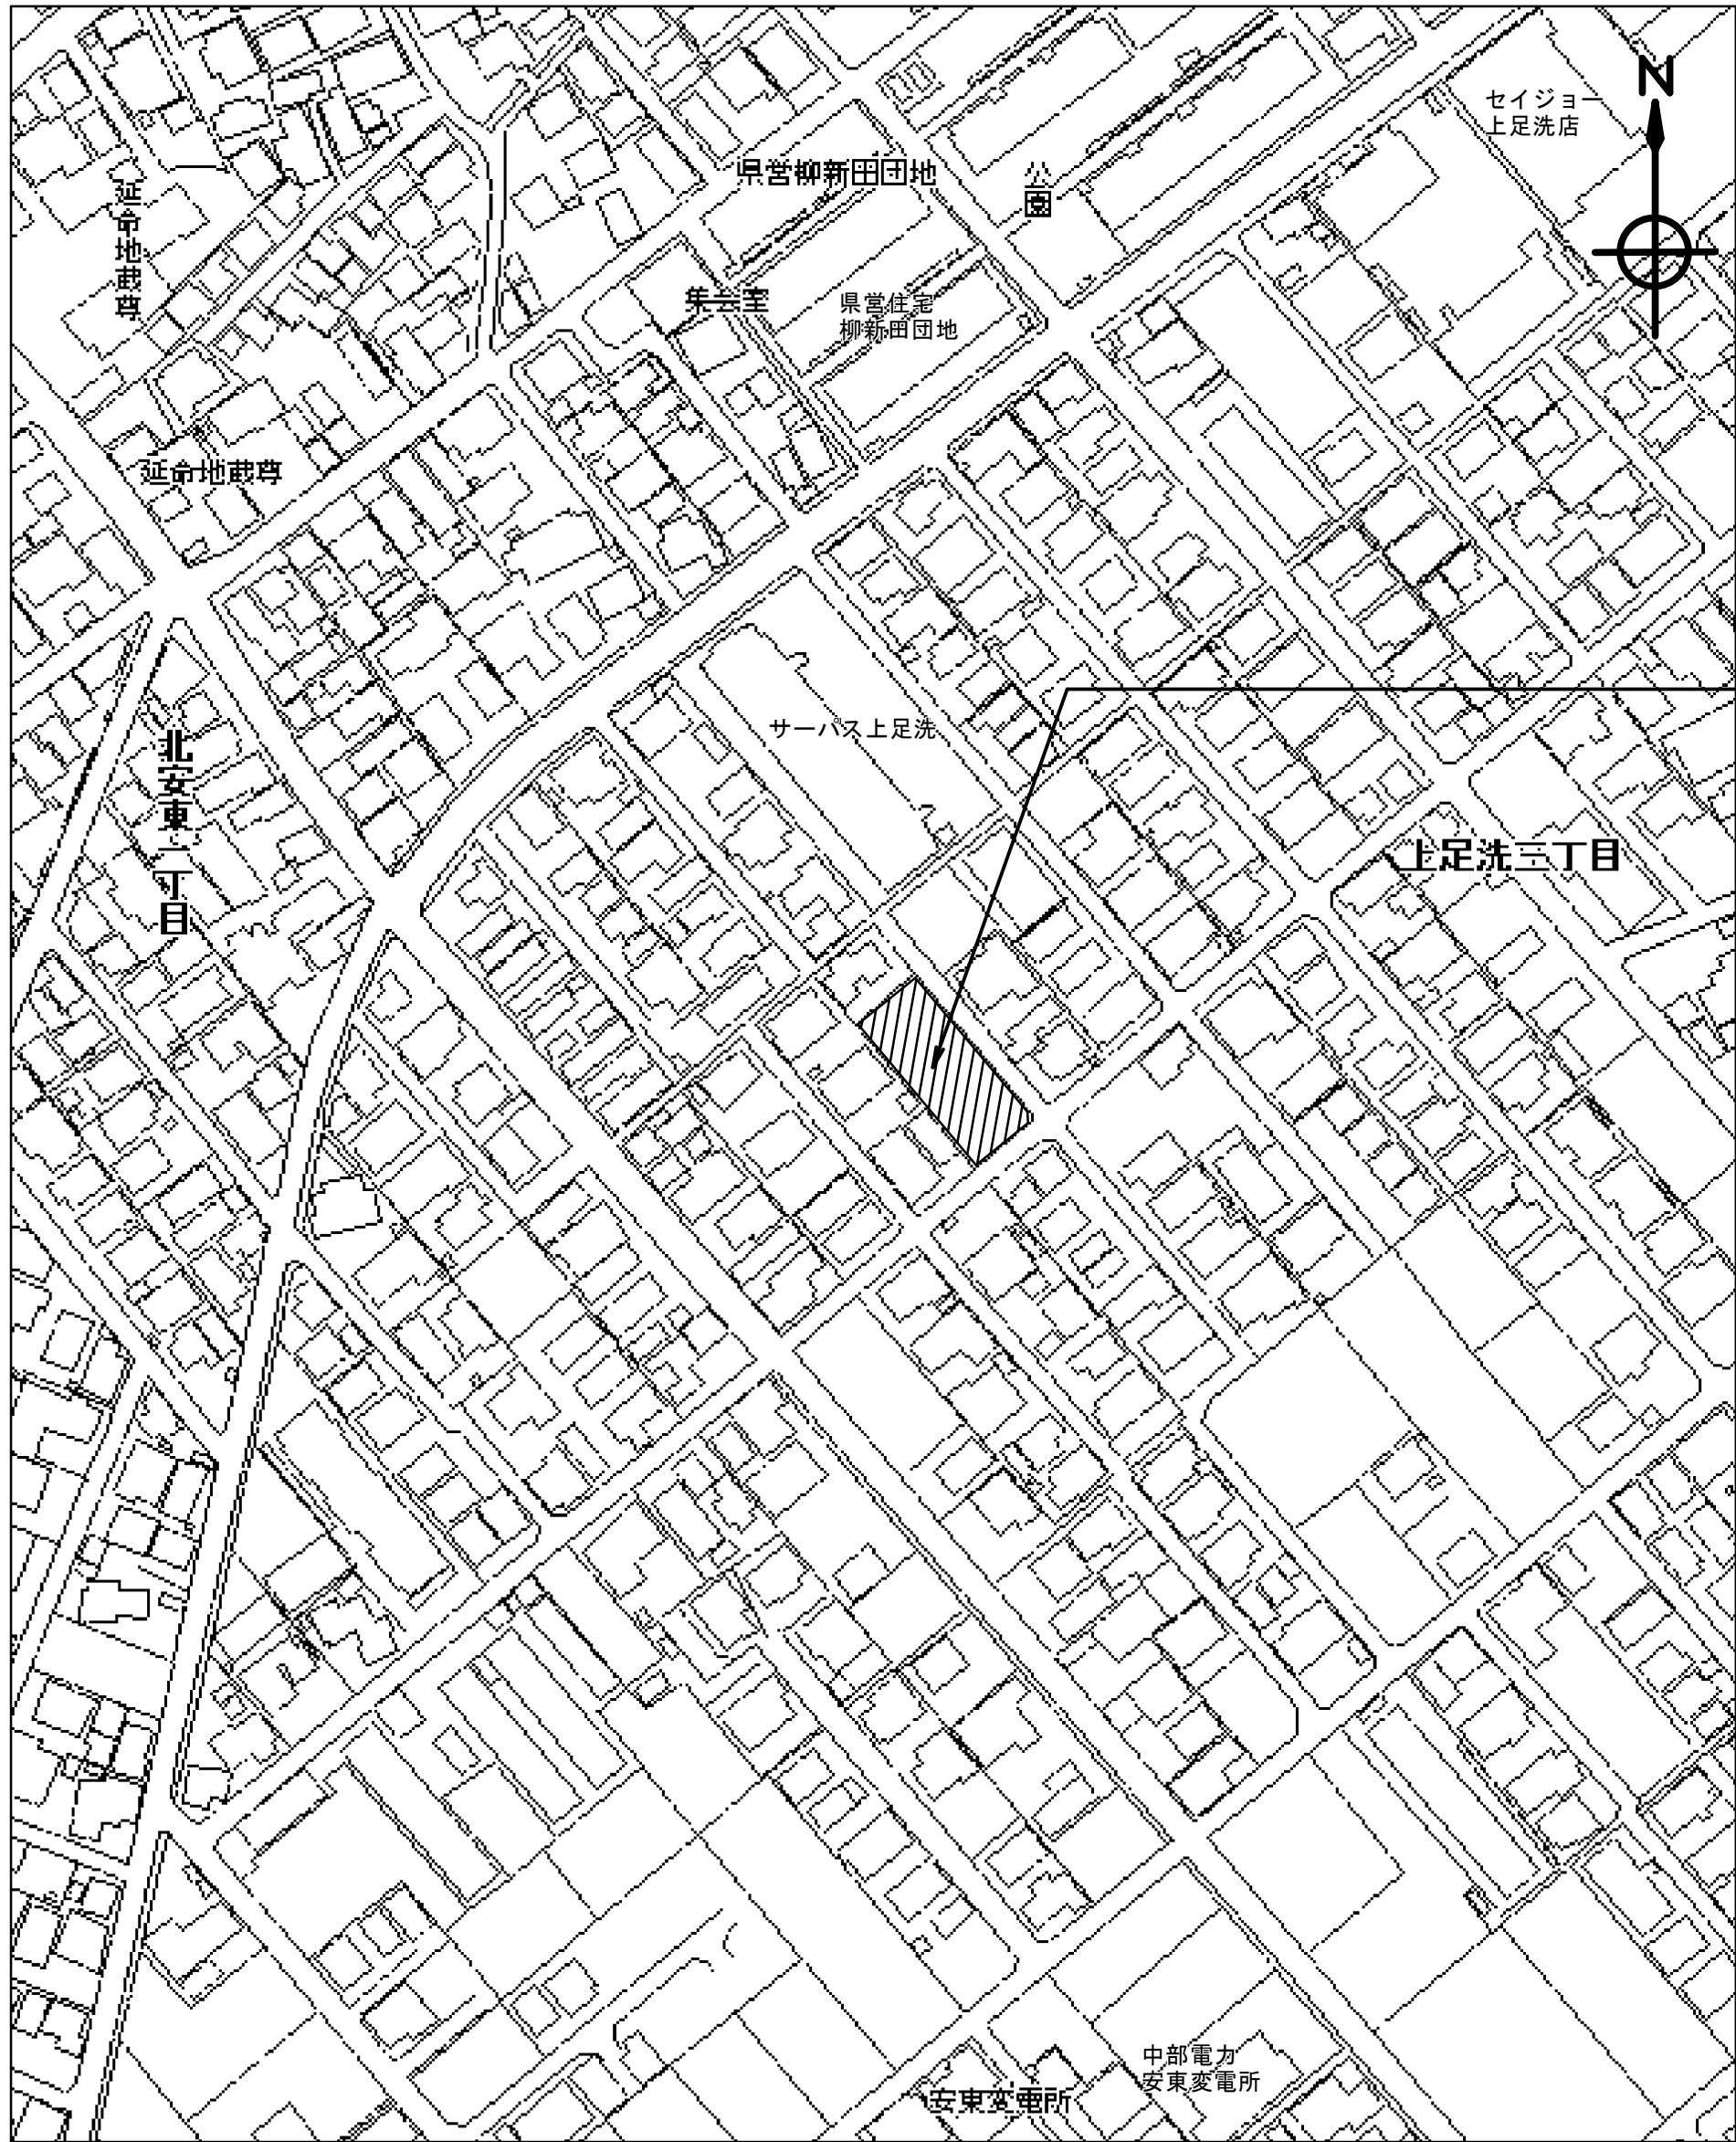 N
セイジョー
上足洗店
県営柳新田団地
公園
延命地蔵尊
集会室
県営住宅
柳新田団地
延命地蔵尊
サーパス上足洗
北安東一丁目
上足洗三丁目
中部電力
安東変電所
安東変電所